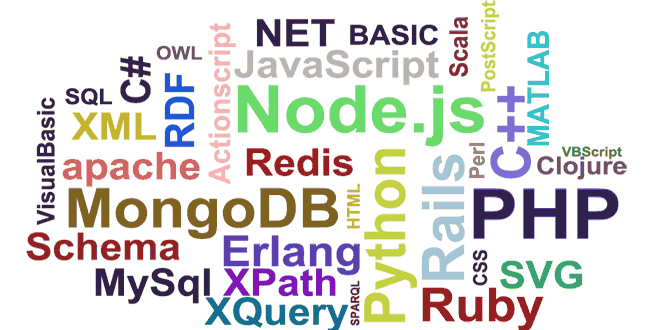 NET
BASIC
Scala
PostScript
OWL
JavaScript
C#
SQL
RDF
Actionscript
Node.js
C++
MATLAB
VisualBasic
XML
apache
Redis
Python
Rails
Perl
VBScript
Clojure
MongoDB
HTML
PHP
Schema
Erlang
CSS
SVG
MySql
XPath
XQuery
SPARQL
Ruby